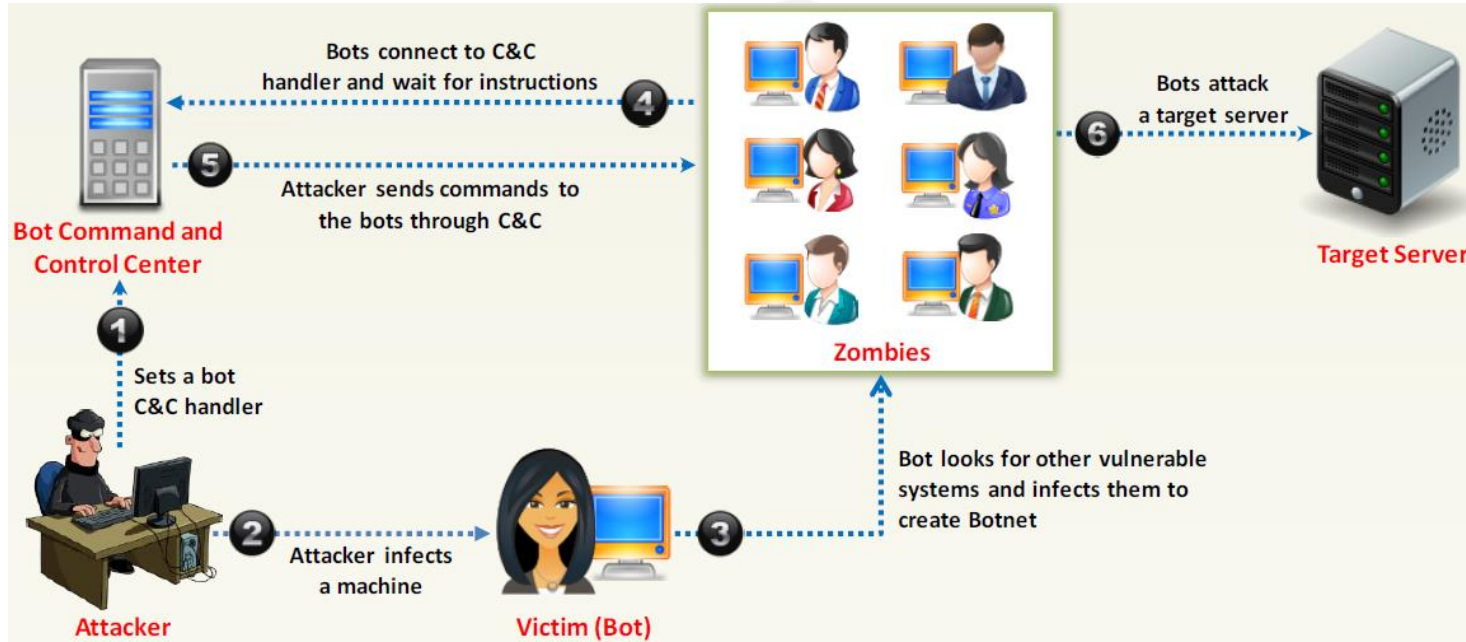 Bots connect to C&C
handler and wait for instructions
4
5
Attacker sends commands to
the bots through C&C
Bot Command and
Control Center
1
Sets a bot
C&C handler
Attacker
2
Attacker infects
a machine
Victim (Bot)
3
Bot looks for other vulnerable
systems and infects them to
create Botnet
Zombies
6
Bots attack
a target server
Target Server